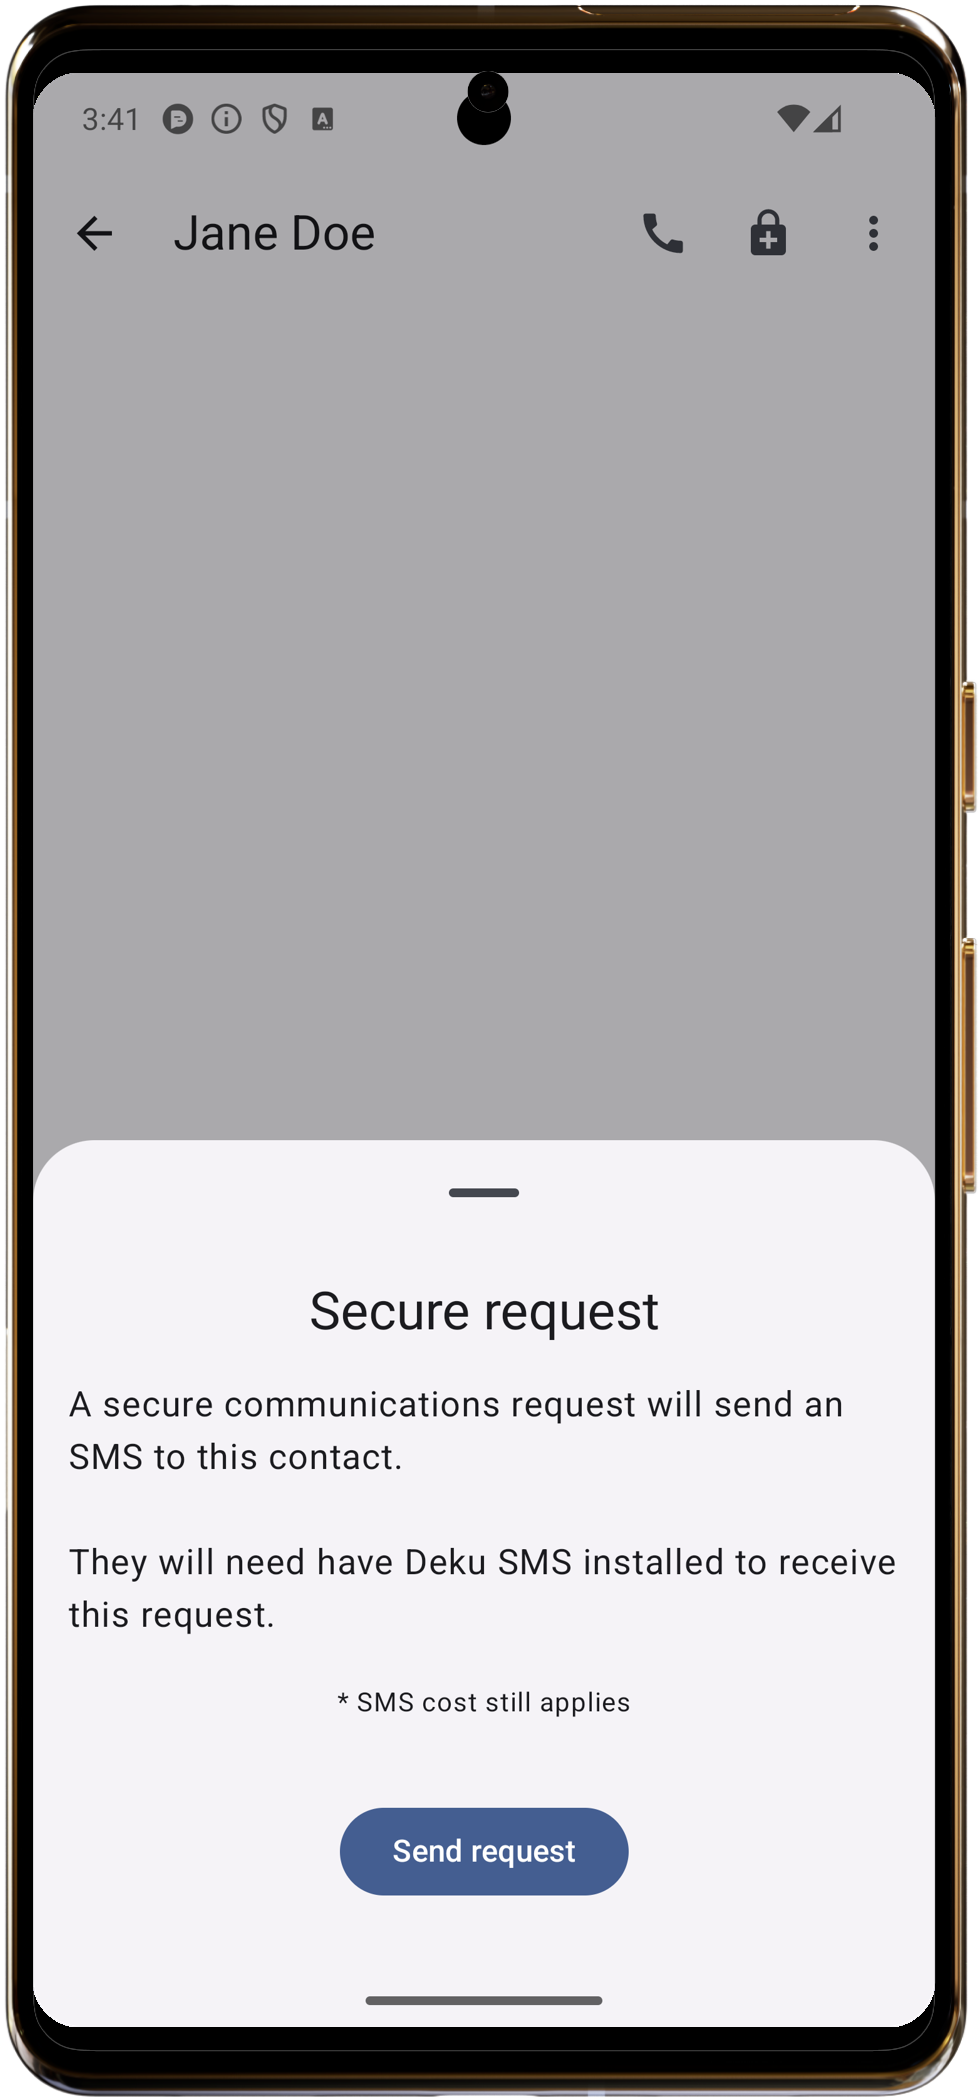 3:41
Jane Doe
Secure request
A secure communications request will send an
SMS to this contact.
They will need have Deku SMS installed to receive
this request.
* SMS cost still applies
Send request